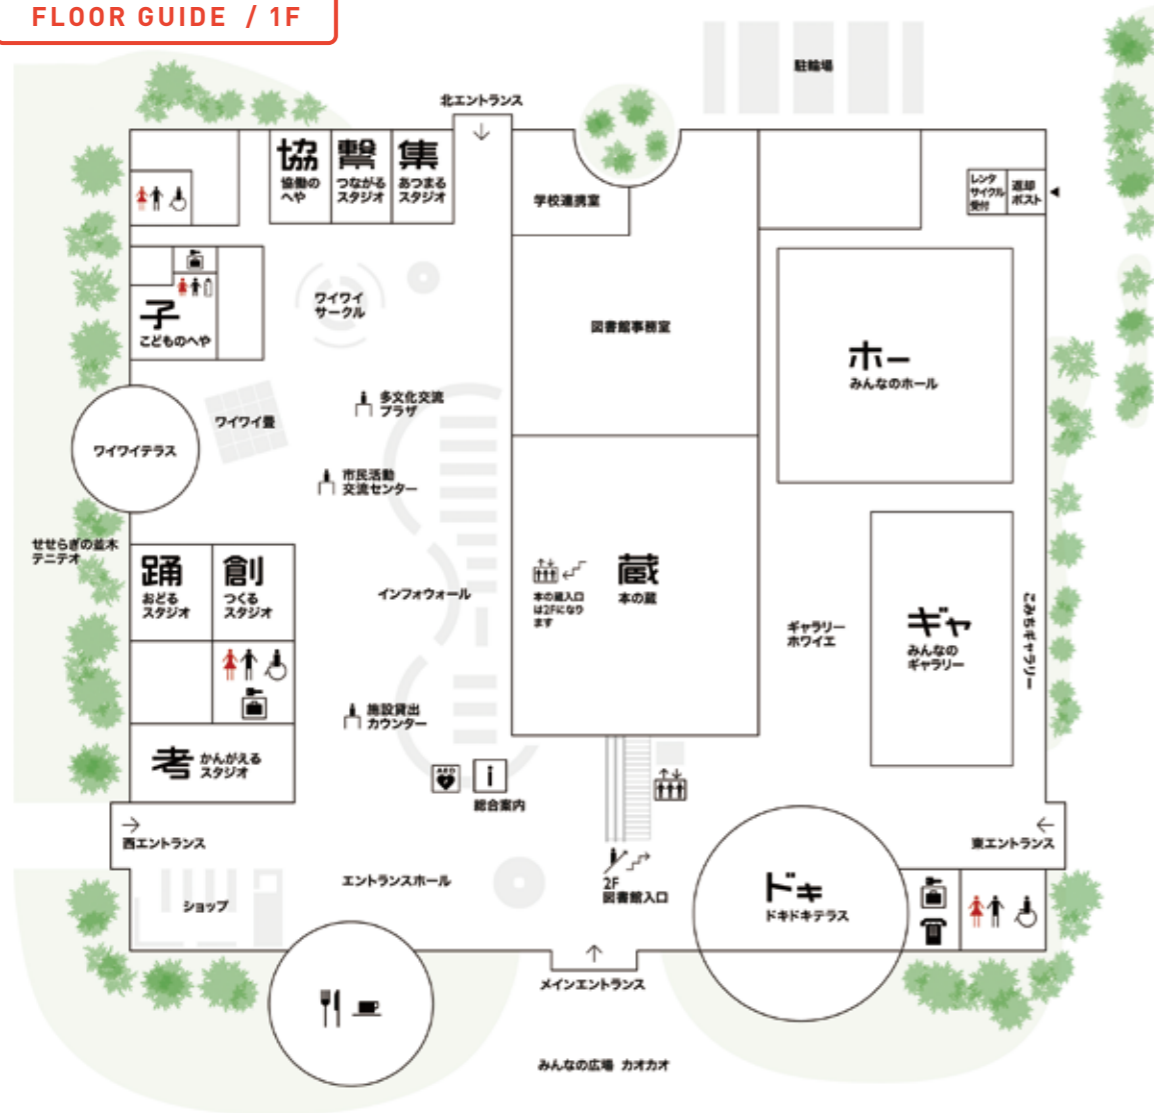 FLOOR GUIDE / 1F
駐輪場
北エントランス
協
協働の
へや
繋
つながる
スタジオ
集
あつまる
スタジオ
学校連携室
レンタ
サイクル
受付
返却
ポスト
子
こどものへや
ワイワイ
サークル
図書館事務室
ホー
みんなのホール
多文化交流
プラザ
ワイワイ畳
ワイワイテラス
市民活動
交流センター
せせらぎの並木
テニテオ
踊
おどる
スタジオ
創
つくる
スタジオ
インフォウォール
本の蔵入口
は2Fになり
ます
蔵
本の蔵
ギャラリー
ホワイエ
ギャ
みんなの
ギャラリー
こみちギャラリー
施設貸出
カウンター
考
かんがえる
スタジオ
AED
i
総合案内
西エントランス
東エントランス
エントランスホール
2F
図書館入口
ドキ
ドキドキテラス
ショップ
メインエントランス
みんなの広場 カオカオ